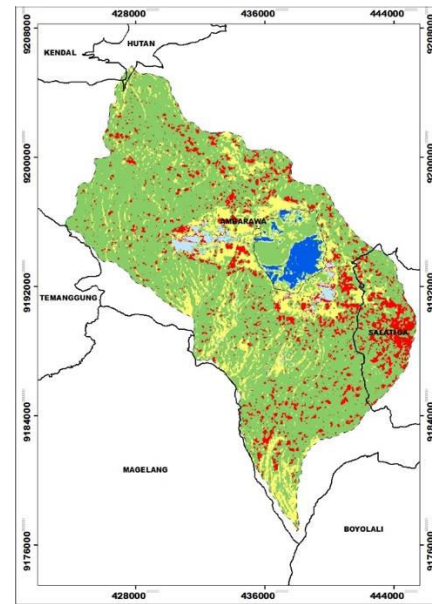 428000 436000 444000
9208000 9208000
HUTAN
KENDAL
9200000 9200000
AMBARAWA
9192000 9192000
TEMANGGUNG
SALATIGA
9184000 9184000
MAGELANG
BOYOLALI
9176000 9176000
428000 436000 444000